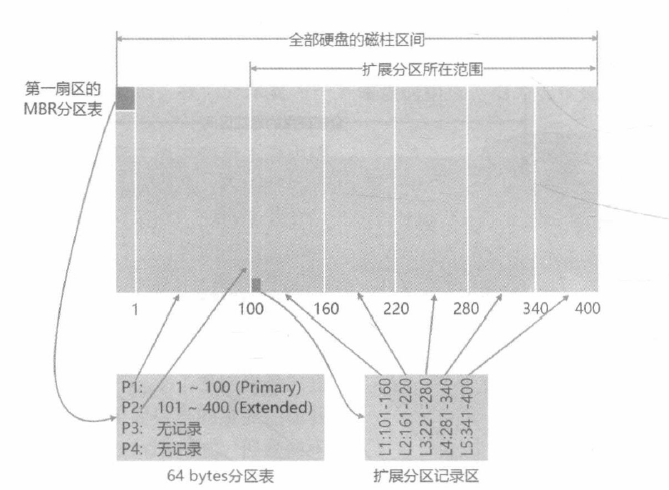 全部硬盘的磁柱区间
扩展分区所在范围
第一扇区的
MBR分区表
1 100 160 220 280 340 400
P1: 1 ~ 100 (Primary)
P2: 101 ~ 400 (Extended)
P3: 无记录
P4: 无记录
L1:101-160
L2:161-220
L3:221-280
L4:281-340
L5:341-400
64 bytes分区表
扩展分区记录区